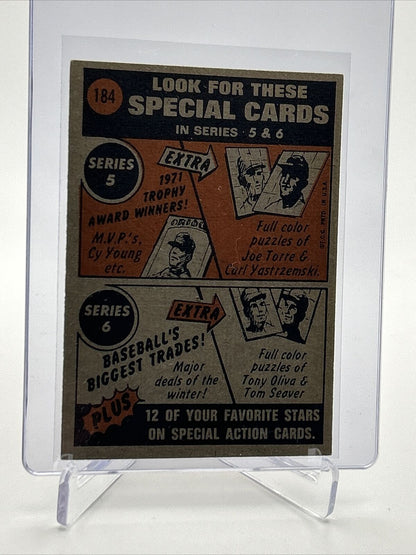 184
LOOK FOR THESE
SPECIAL CARDS
IN SERIES 5 & 6
SERIES
5
EXTRA
1971
TROPHY
AWARD WINNERS!
M.V.P.'s,
Cy Young
etc.
Full color
puzzles of
Joe Torre &
Carl Yastrzemski.
©T.C.G. PRTD. IN U.S.A.
SERIES
6
EXTRA
BASEBALL'S
BIGGEST TRADES!
Major
deals of the
winter!
Full color
puzzles of
Tony Oliva &
Tom Seaver
PLUS
12 OF YOUR FAVORITE STARS
ON SPECIAL ACTION CARDS.